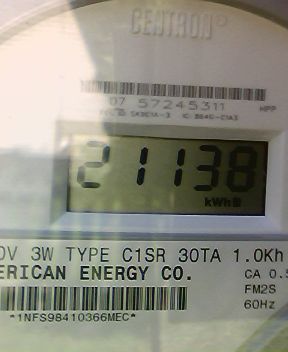 CENTRON®
07 57245311 HPP
21138
kWh
0V 3W TYPE C1SR 30TA 1.0Kh
ERICAN ENERGY CO. CA 0.5
FM2S
*1NFS98410366MEC* 60Hz